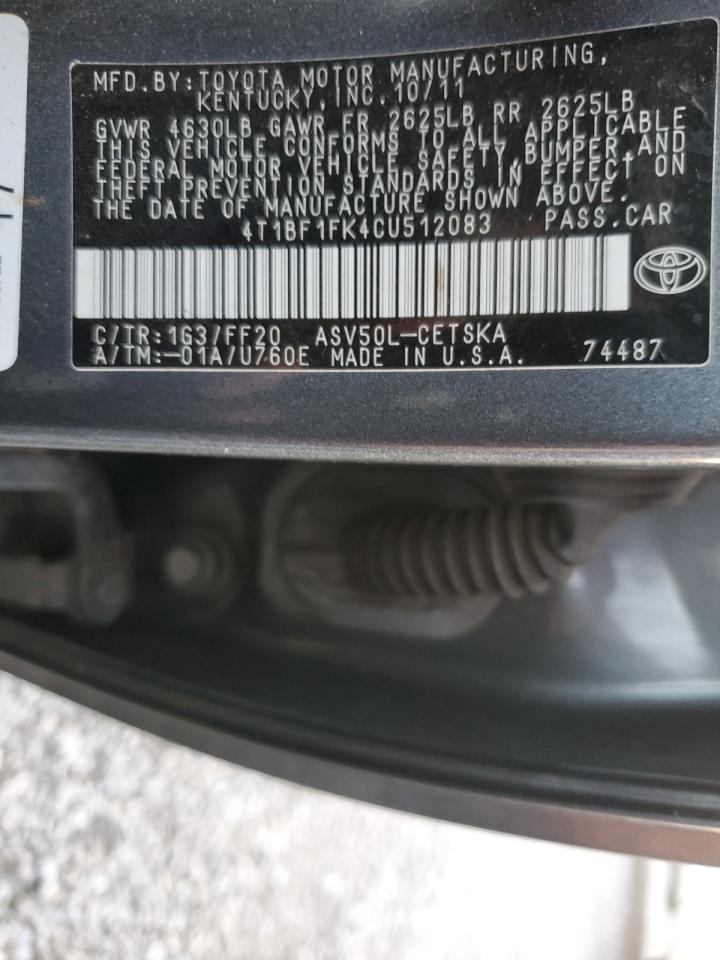 MFD.BY:TOYOTA MOTOR MANUFACTURING,
KENTUCKY,INC.10/11
GVWR 4630LB GAWR FR 2625LB RR 2625LB
THIS VEHICLE CONFORMS TO ALL APPLICABLE
FEDERAL MOTOR VEHICLE SAFETY,BUMPER,AND
THEFT PREVENTION STANDARDS IN EFFECT ON
THE DATE OF MANUFACTURING SHOWN ABOVE.
4T1BF1FK4CU512083 PASS.CAR
C/TR:1G3/FF20 ASV50L-CETSKA
A/TM:-01A/U760E MADE IN U.S.A. 74487